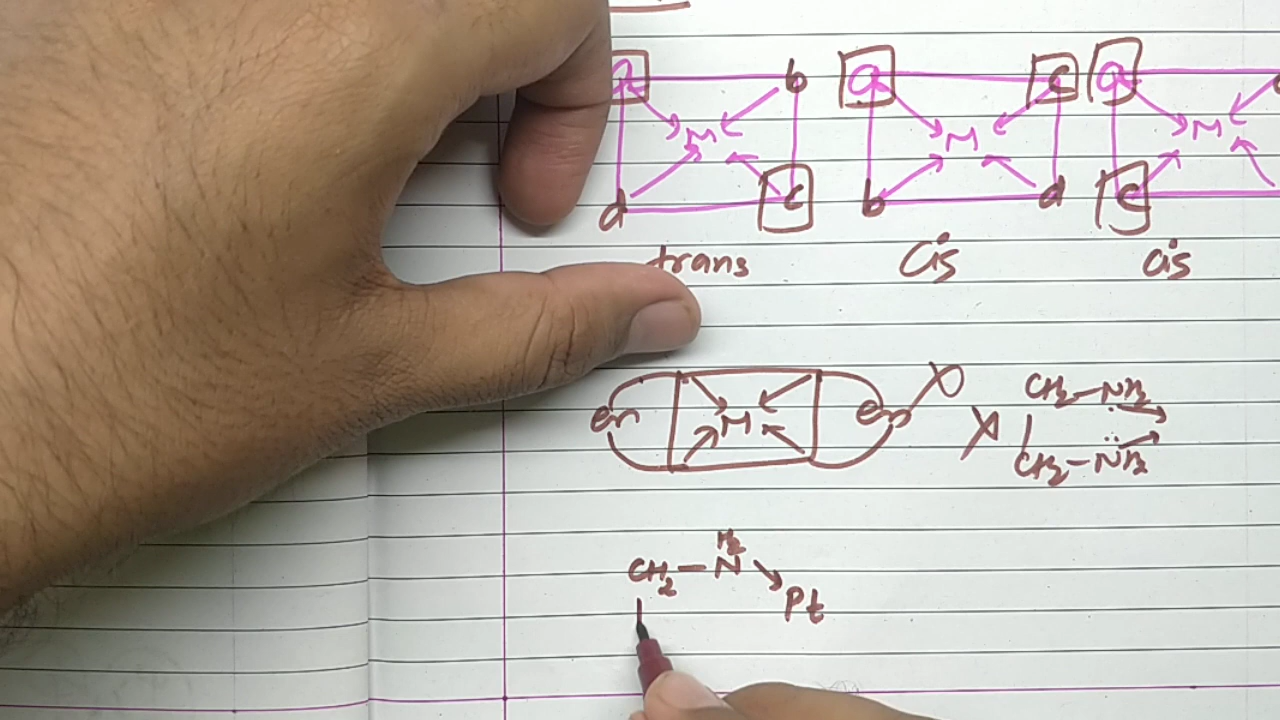 a b a c a
M M M
d c b d c
trans cis cis
en M en CH2-NH2
CH2-NH2
H2
CH2-N
Pt